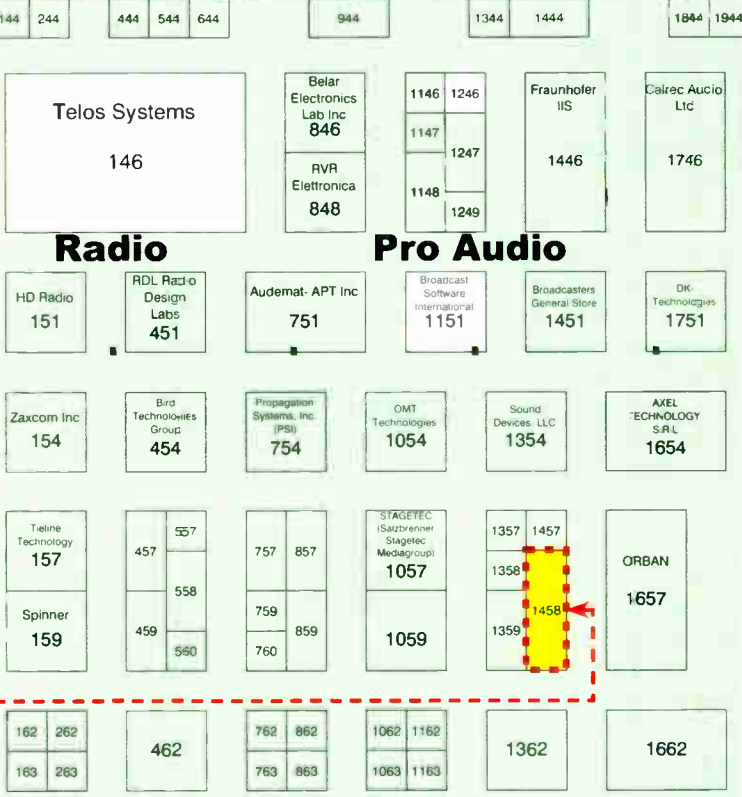 144 244 444 544 644 944 1344 1444 1844 1944
Telos Systems
146
Belar
Electronics
Lab Inc
846
RVR
Elettronica
848
1146 1246
1147
1247
1148
1249
Fraunhofer
IIS
1446
Calrec Audio
Ltd
1746
Radio
Pro Audio
HD Radio
151
RDL Radio
Design
Labs
451
Audemat- APT Inc
751
Broadcast
Software
International
1151
Broadcasters
General Store
1451
DK-
Technologies
1751
Zaxcom Inc
154
Bird
Technologies
Group
454
Propagation
Systems, Inc.
(PSI)
754
OMT
Technologies
1054
Sound
Devices, LLC
1354
AXEL
TECHNOLOGY
S.R.L
1654
Tieline
Technology
157
Spinner
159
457
557
558
459
560
757 857
759
859
760
STAGETEC
(Salzbrenner
Stagetec
Mediagroup)
1057
1059
1357 1457
1358
1458
1359
ORBAN
1657
162 262
163 263
462
762 862
763 863
1062 1162
1063 1163
1362
1662